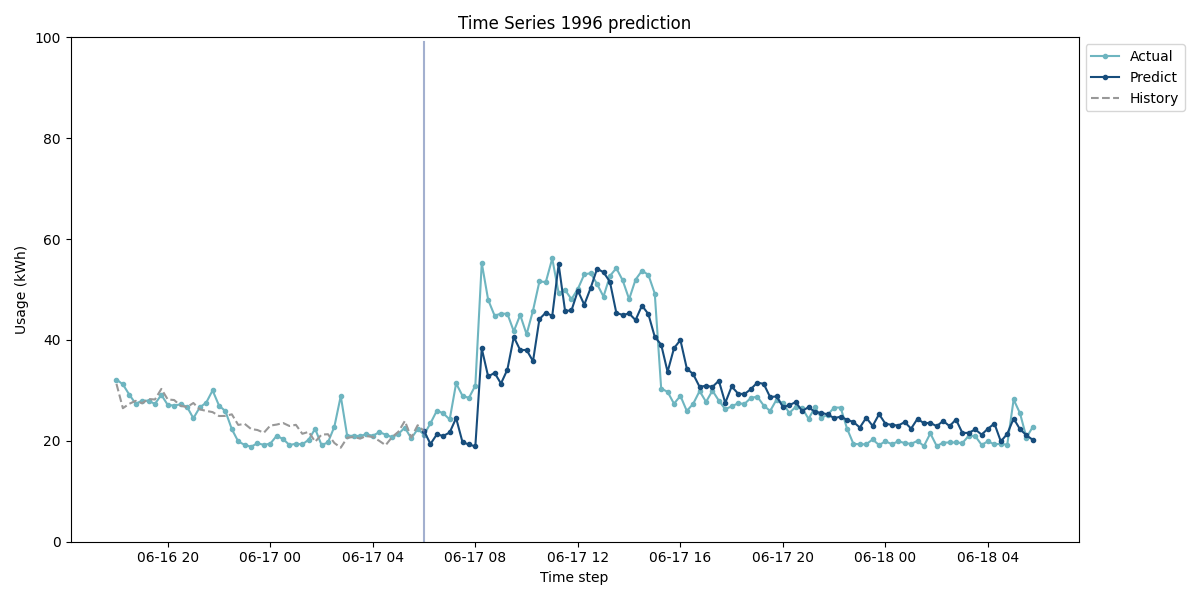 Time Series 1996 prediction
100
80
60
40
20
0
Usage (kWh)
06-16 20
06-17 00
06-17 04
06-17 08
06-17 12
06-17 16
06-17 20
06-18 00
06-18 04
Time step
Actual
Predict
History